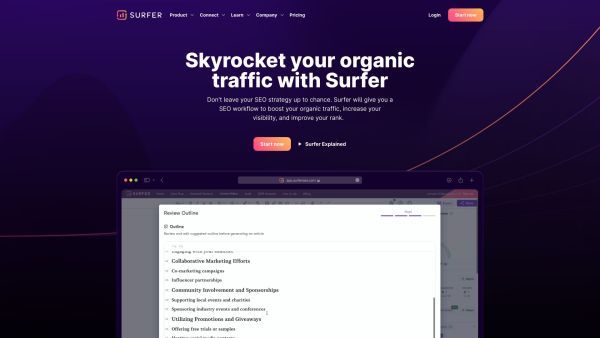 SURFER Product Connect Learn Company Pricing Login Start now
Skyrocket your organic
traffic with Surfer
Don't leave your SEO strategy up to chance. Surfer will give you a
SEO workflow to boost your organic traffic, increase your
visibility, and improve your rank.
Start now Surfer Explained
app.surferseo.com
SURFER
Review Outline
Outline
Review and edit suggested outline before generating an article
Engaging with your audience
Collaborative Marketing Efforts
Co-marketing campaigns
Influencer partnerships
Community Involvement and Sponsorships
Supporting local events and charities
Sponsoring industry events and conferences
Utilizing Promotions and Giveaways
Offering free trials or samples